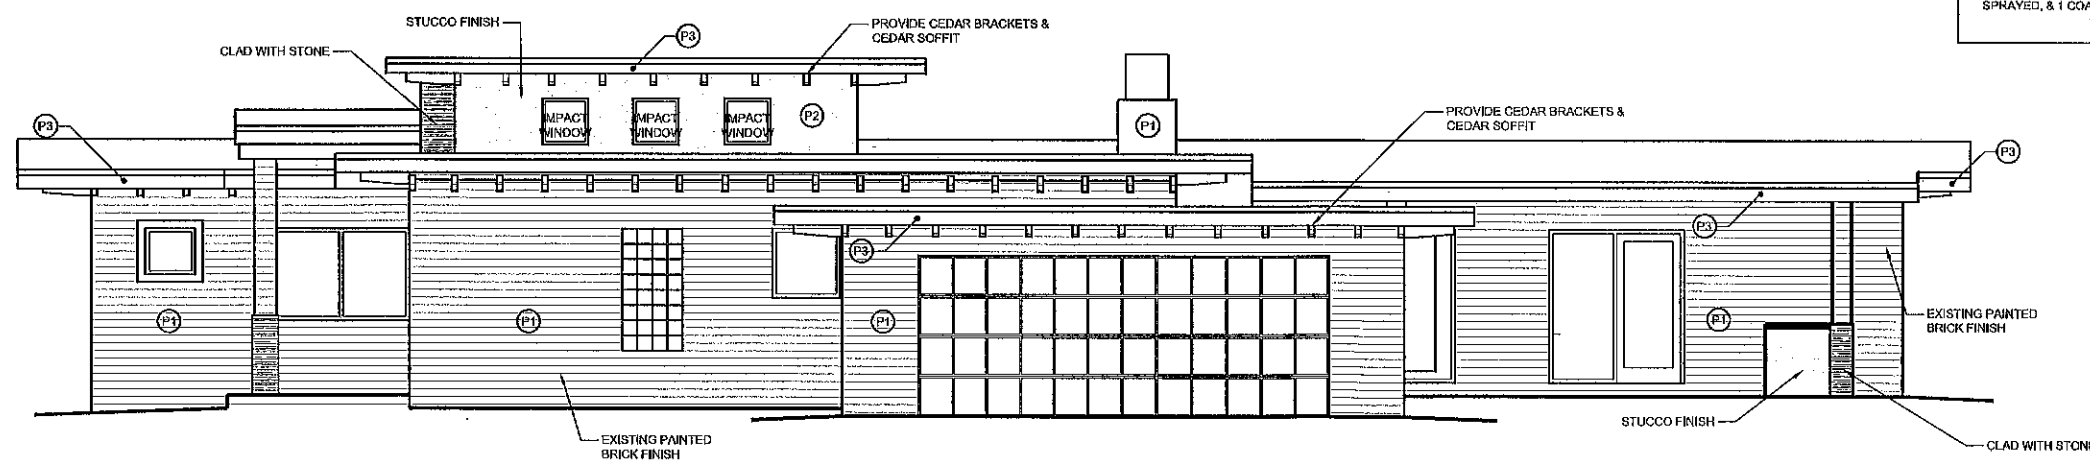 SPRAYED, & 1 COA
STUCCO FINISH
PROVIDE CEDAR BRACKETS &
CEDAR SOFFIT
P3
CLAD WITH STONE
IMPACT
WINDOW
IMPACT
WINDOW
IMPACT
WINDOW
P2
P1
PROVIDE CEDAR BRACKETS &
CEDAR SOFFIT
P3
P3
P3
P3
P1
P1
P1
P1
EXISTING PAINTED
BRICK FINISH
STUCCO FINISH
EXISTING PAINTED
BRICK FINISH
CLAD WITH STONE